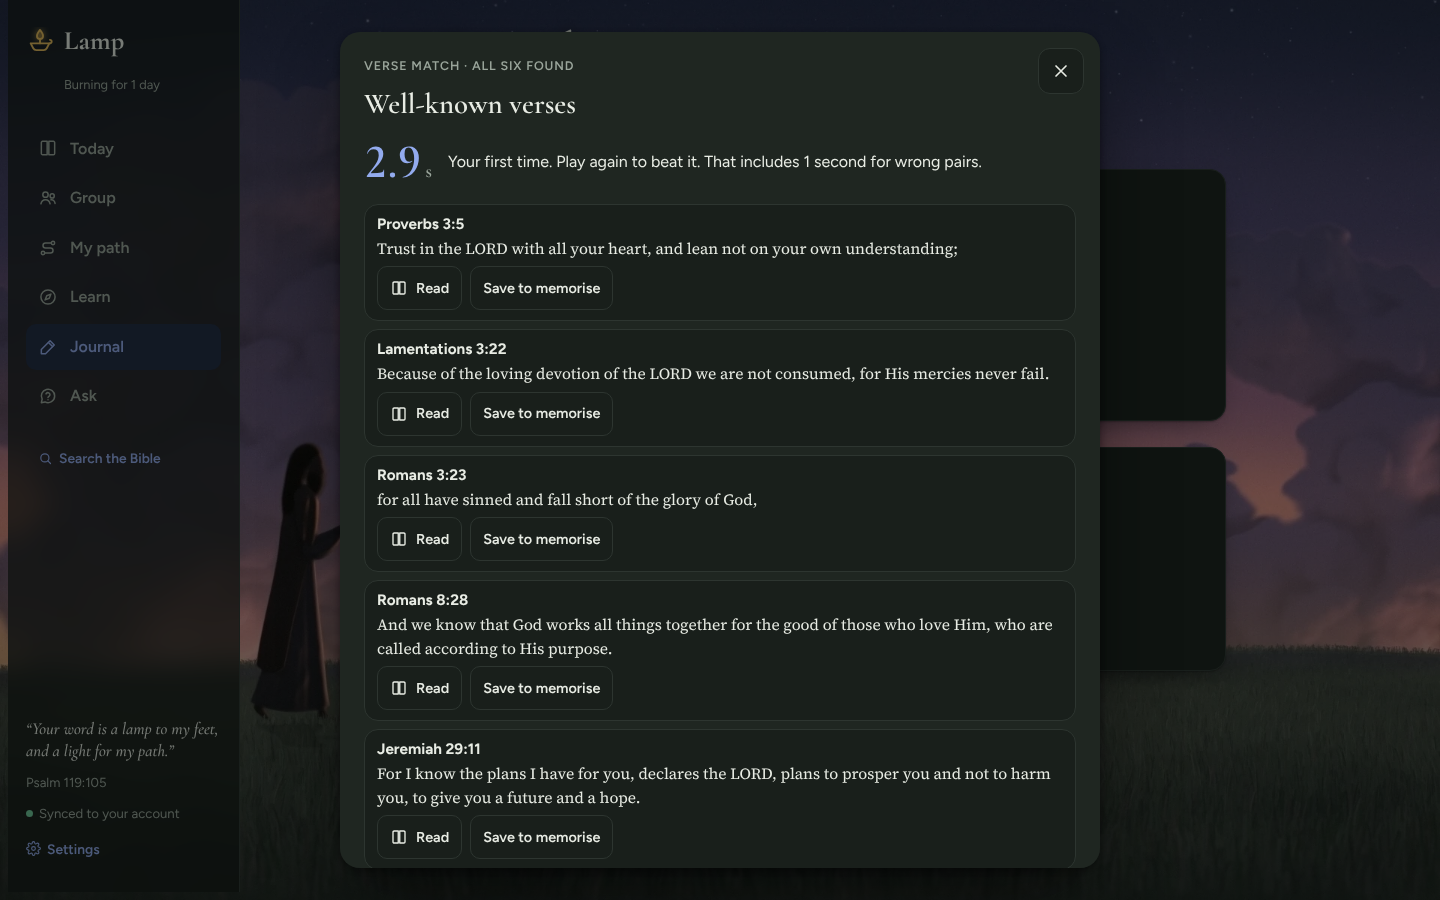 Lamp
Burning for 1 day
Today
Group
My path
Learn
Journal
Ask
Search the Bible
“Your word is a lamp to my feet,
and a light for my path.”
Psalm 119:105
Synced to your account
Settings
VERSE MATCH · ALL SIX FOUND
Well-known verses
2.9 s Your first time. Play again to beat it. That includes 1 second for wrong pairs.
Proverbs 3:5
Trust in the LORD with all your heart, and lean not on your own understanding;
Read Save to memorise
Lamentations 3:22
Because of the loving devotion of the LORD we are not consumed, for His mercies never fail.
Read Save to memorise
Romans 3:23
for all have sinned and fall short of the glory of God,
Read Save to memorise
Romans 8:28
And we know that God works all things together for the good of those who love Him, who are
called according to His purpose.
Read Save to memorise
Jeremiah 29:11
For I know the plans I have for you, declares the LORD, plans to prosper you and not to harm
you, to give you a future and a hope.
Read Save to memorise